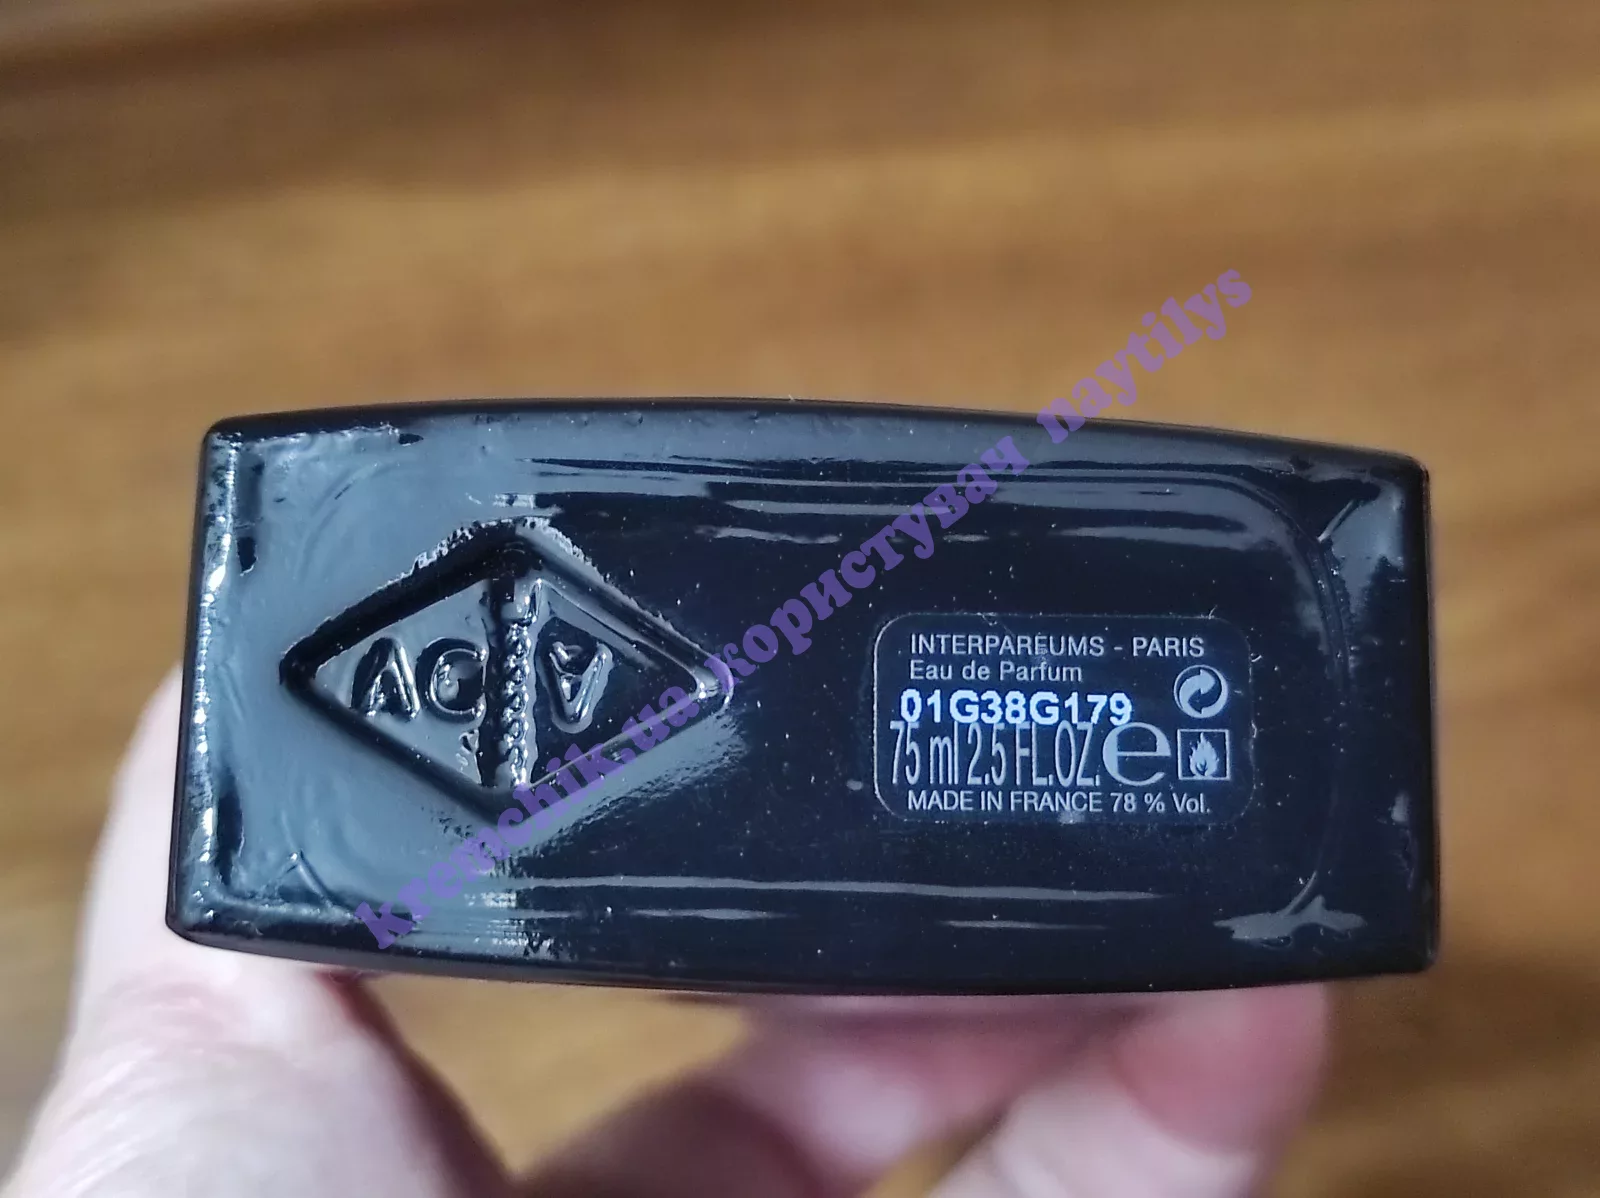 INTERPARFUMS - PARIS
Eau de Parfum
01G38G179
75 ml 2.5 FL.OZ. e
MADE IN FRANCE 78 % Vol.
kremchik.ua користувач naytilys